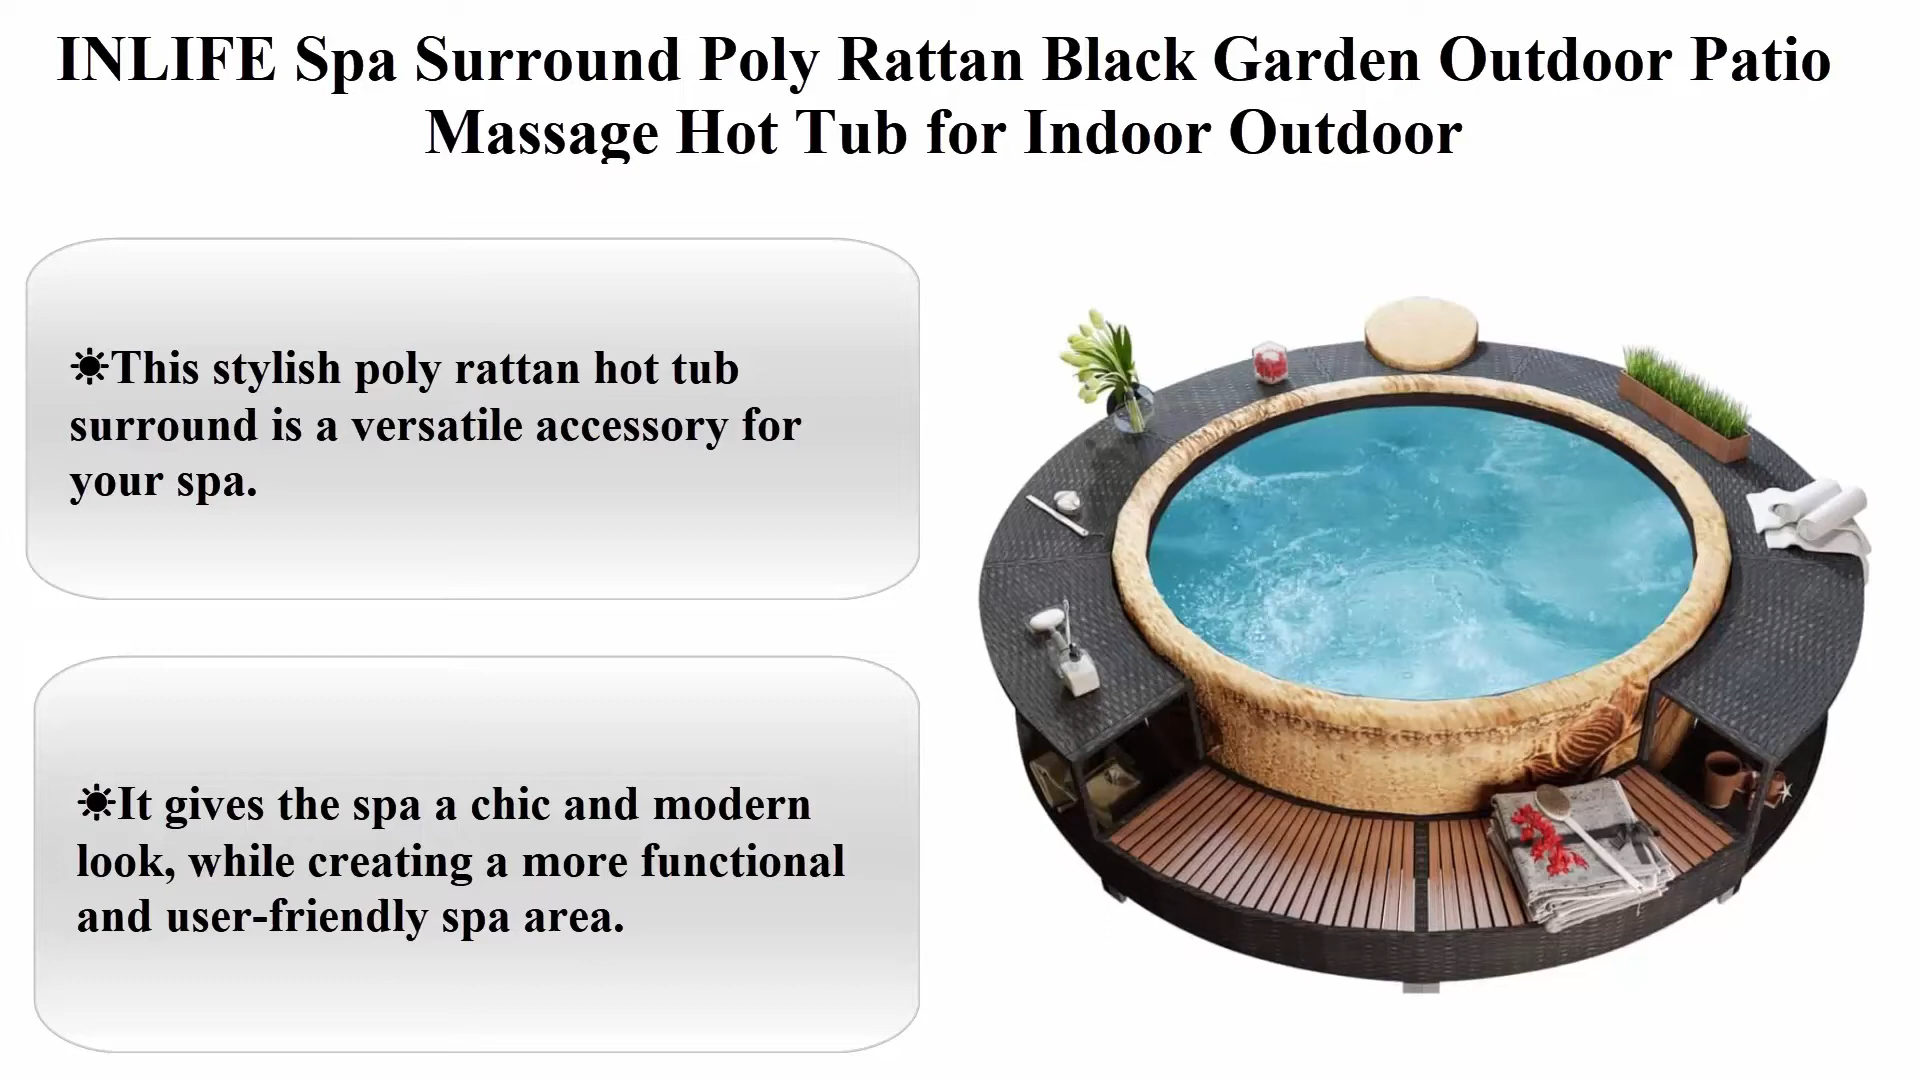 INLIFE Spa Surround Poly Rattan Black Garden Outdoor Patio
Massage Hot Tub for Indoor Outdoor
☀This stylish poly rattan hot tub
surround is a versatile accessory for
your spa.
☀It gives the spa a chic and modern
look, while creating a more functional
and user-friendly spa area.